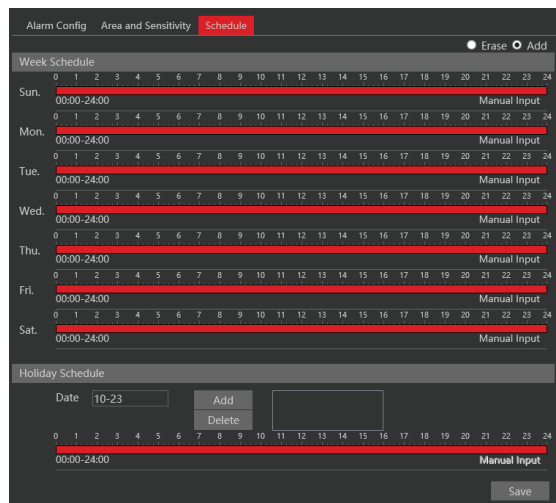 Alarm Config Area and Sensitivity Schedule
Erase Add
Week Schedule
0 1 2 3 4 5 6 7 8 9 10 11 12 13 14 15 16 17 18 19 20 21 22 23 24
Sun.
00:00-24:00 Manual Input
0 1 2 3 4 5 6 7 8 9 10 11 12 13 14 15 16 17 18 19 20 21 22 23 24
Mon.
00:00-24:00 Manual Input
0 1 2 3 4 5 6 7 8 9 10 11 12 13 14 15 16 17 18 19 20 21 22 23 24
Tue.
00:00-24:00 Manual Input
0 1 2 3 4 5 6 7 8 9 10 11 12 13 14 15 16 17 18 19 20 21 22 23 24
Wed.
00:00-24:00 Manual Input
0 1 2 3 4 5 6 7 8 9 10 11 12 13 14 15 16 17 18 19 20 21 22 23 24
Thu.
00:00-24:00 Manual Input
0 1 2 3 4 5 6 7 8 9 10 11 12 13 14 15 16 17 18 19 20 21 22 23 24
Fri.
00:00-24:00 Manual Input
0 1 2 3 4 5 6 7 8 9 10 11 12 13 14 15 16 17 18 19 20 21 22 23 24
Sat.
00:00-24:00 Manual Input
Holiday Schedule
Date 10-23 Add
Delete
0 1 2 3 4 5 6 7 8 9 10 11 12 13 14 15 16 17 18 19 20 21 22 23 24
00:00-24:00 Manual Input
Save